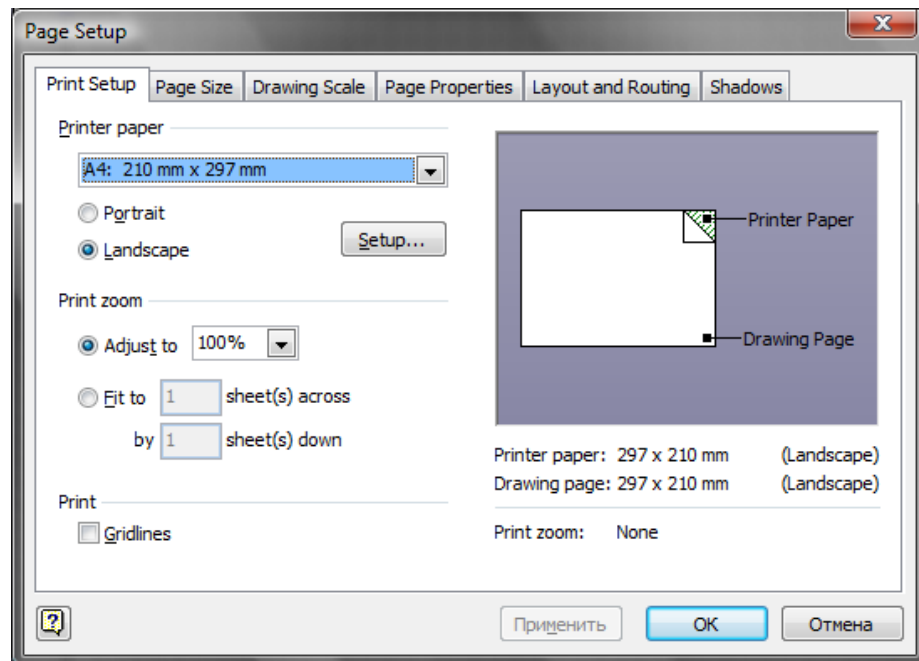 Page Setup
Print Setup Page Size Drawing Scale Page Properties Layout and Routing Shadows
Printer paper
A4: 210 mm x 297 mm
Portrait
Landscape
Setup...
Print zoom
Adjust to 100%
Fit to 1 sheet(s) across
by 1 sheet(s) down
Print
Gridlines
Printer Paper
Drawing Page
Printer paper: 297 x 210 mm (Landscape)
Drawing page: 297 x 210 mm (Landscape)
Print zoom: None
Применить OK Отмена